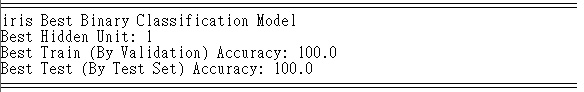 iris Best Binary Classification Model
Best Hidden Unit: 1
Best Train (By Validation) Accuracy: 100.0
Best Test (By Test Set) Accuracy: 100.0